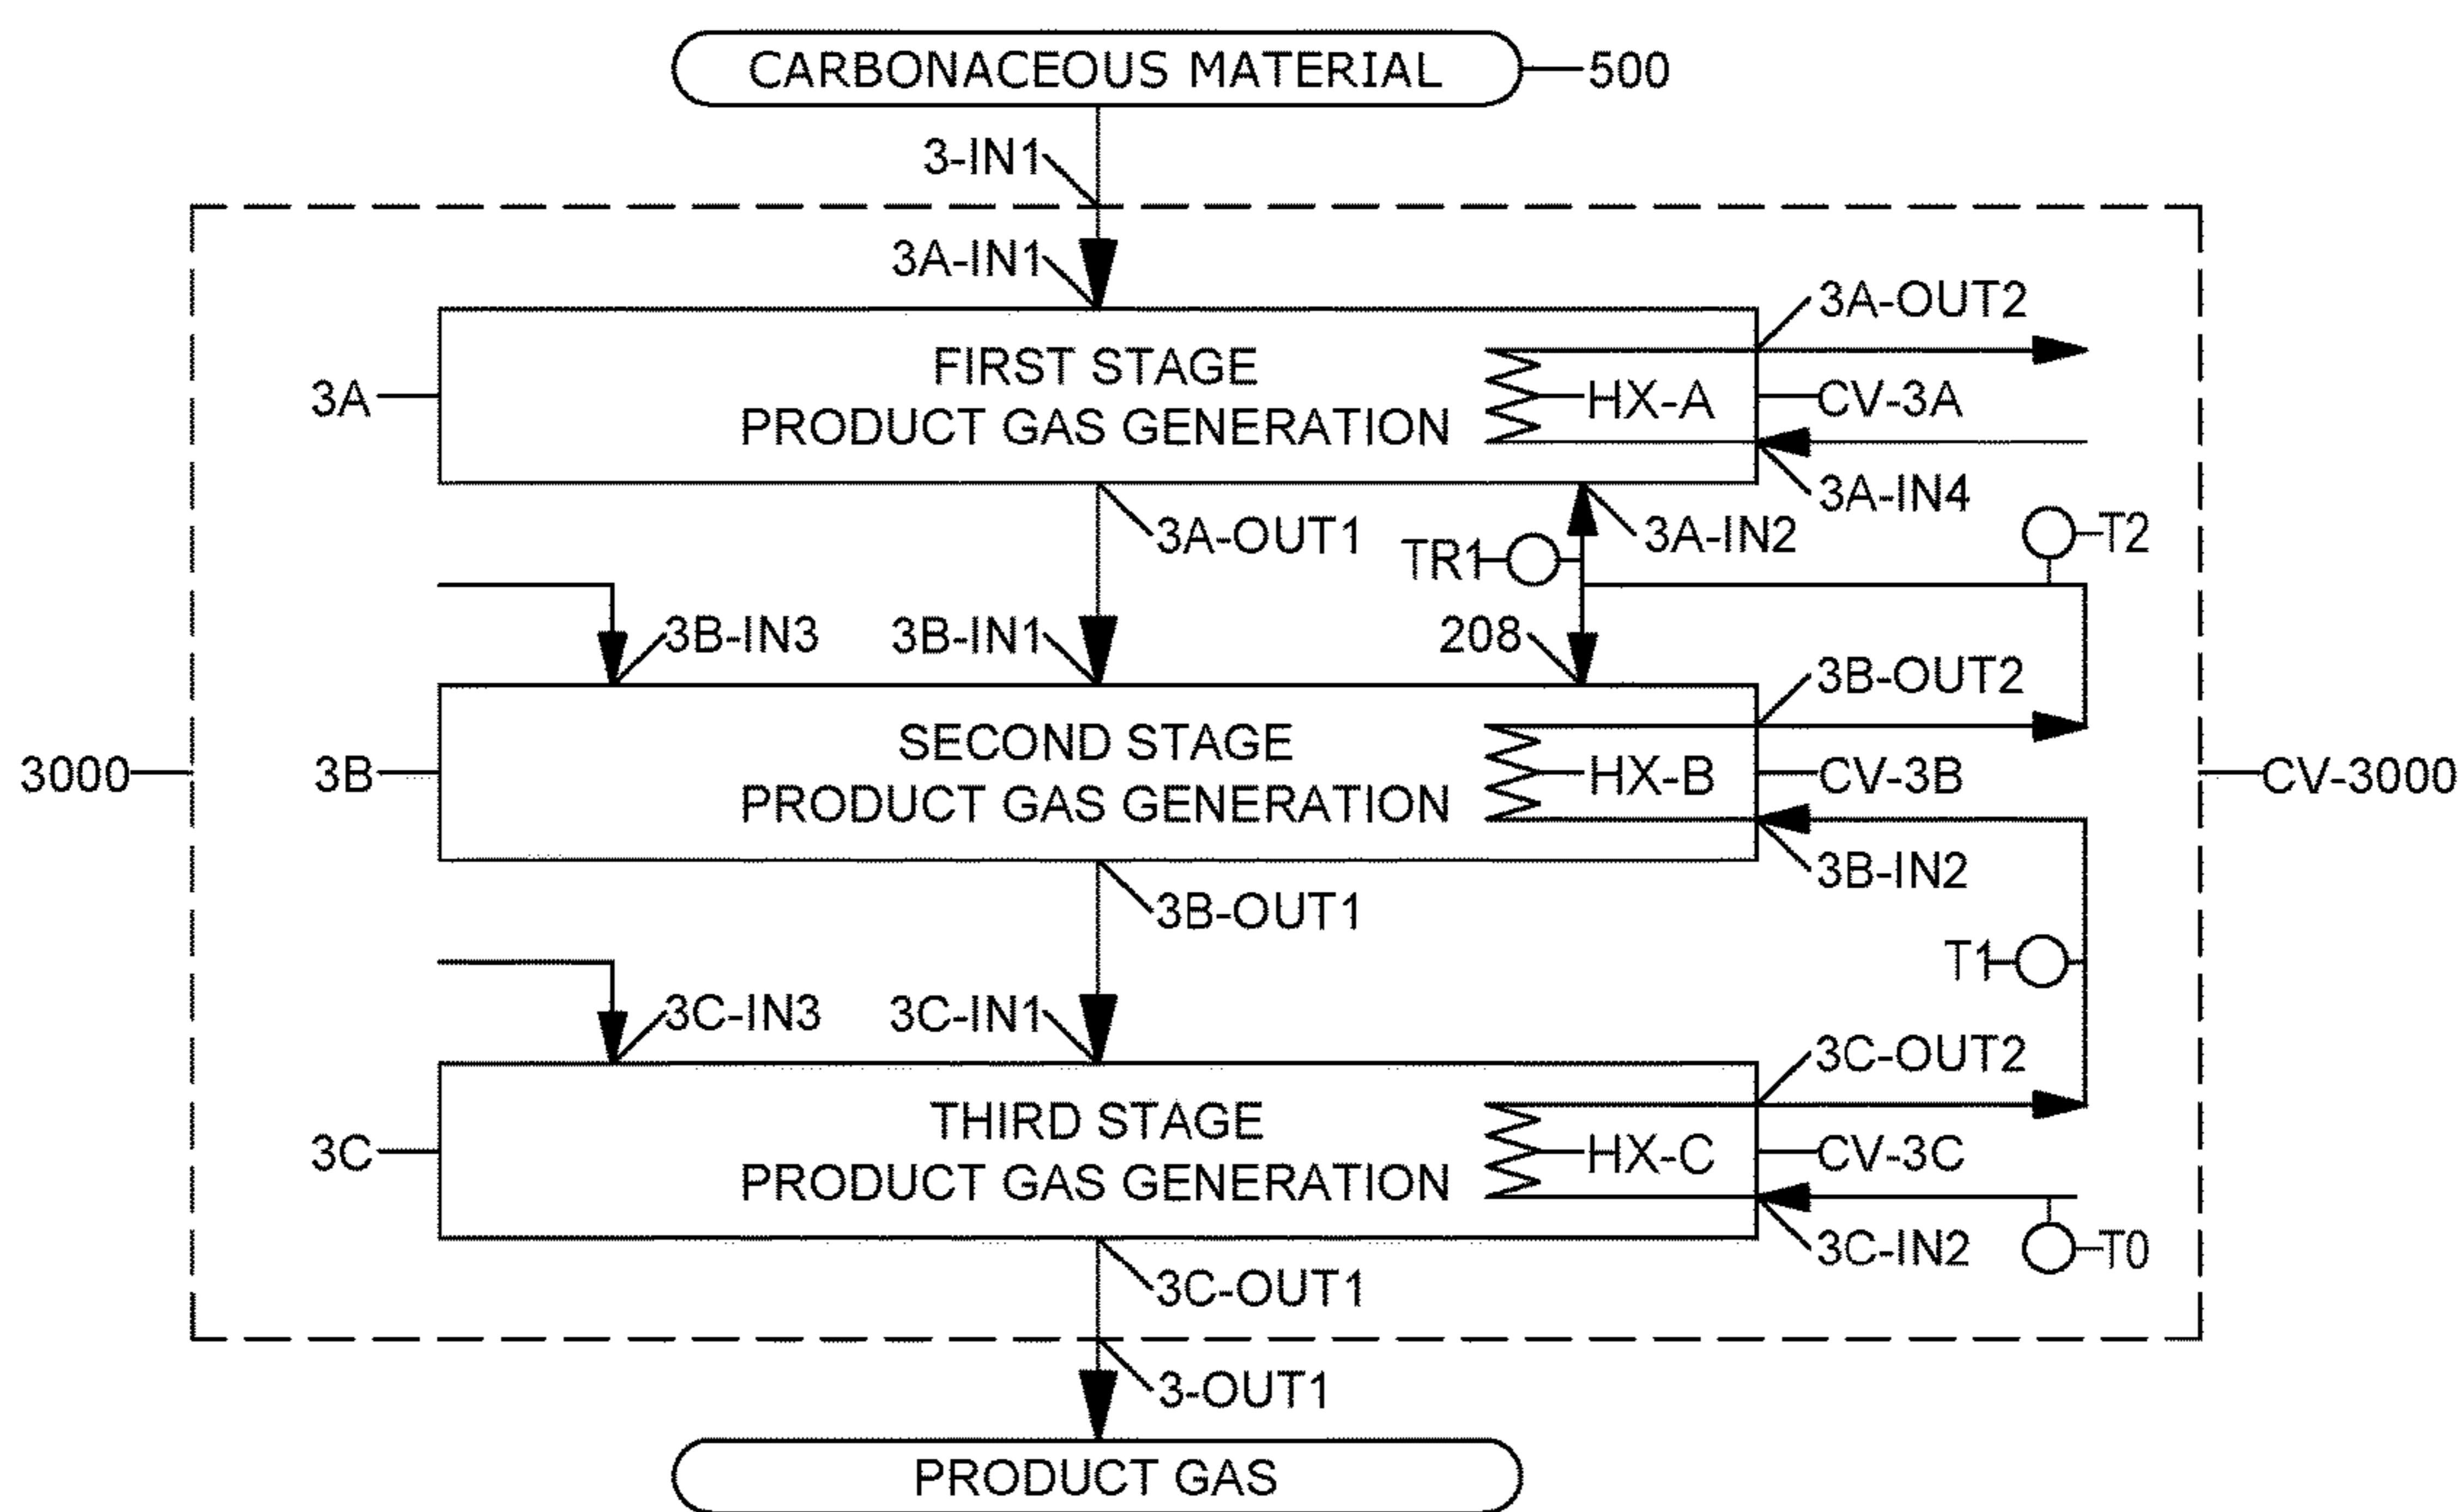 CARBONACEOUS MATERIAL
500
3-IN1
3A-IN1
3A-OUT2
FIRST STAGE
PRODUCT GAS GENERATION
3A
HX-A
CV-3A
3A-IN4
3A-OUT1
3A-IN2
TR1
T2
3B-IN3
3B-IN1
208
3B-OUT2
SECOND STAGE
PRODUCT GAS GENERATION
3000
3B
HX-B
CV-3B
CV-3000
3B-IN2
3B-OUT1
T1
3C-IN3
3C-IN1
3C-OUT2
THIRD STAGE
PRODUCT GAS GENERATION
3C
HX-C
CV-3C
3C-IN2
T0
3C-OUT1
3-OUT1
PRODUCT GAS